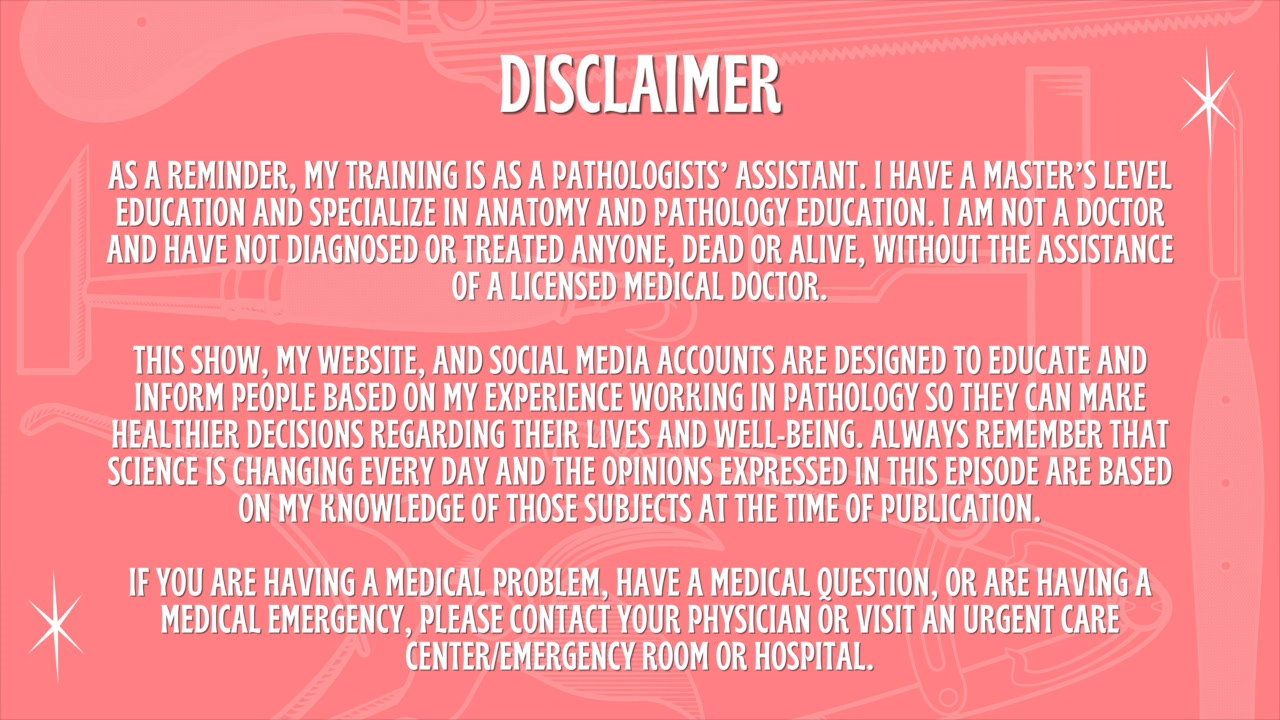 DISCLAIMER
AS A REMINDER, MY TRAINING IS AS A PATHOLOGISTS’ ASSISTANT. I HAVE A MASTER’S LEVEL
EDUCATION AND SPECIALIZE IN ANATOMY AND PATHOLOGY EDUCATION. I AM NOT A DOCTOR
AND HAVE NOT DIAGNOSED OR TREATED ANYONE, DEAD OR ALIVE, WITHOUT THE ASSISTANCE
OF A LICENSED MEDICAL DOCTOR.
THIS SHOW, MY WEBSITE, AND SOCIAL MEDIA ACCOUNTS ARE DESIGNED TO EDUCATE AND
INFORM PEOPLE BASED ON MY EXPERIENCE WORKING IN PATHOLOGY SO THEY CAN MAKE
HEALTHIER DECISIONS REGARDING THEIR LIVES AND WELL-BEING. ALWAYS REMEMBER THAT
SCIENCE IS CHANGING EVERY DAY AND THE OPINIONS EXPRESSED IN THIS EPISODE ARE BASED
ON MY KNOWLEDGE OF THOSE SUBJECTS AT THE TIME OF PUBLICATION.
IF YOU ARE HAVING A MEDICAL PROBLEM, HAVE A MEDICAL QUESTION, OR ARE HAVING A
MEDICAL EMERGENCY, PLEASE CONTACT YOUR PHYSICIAN OR VISIT AN URGENT CARE
CENTER/EMERGENCY ROOM OR HOSPITAL.